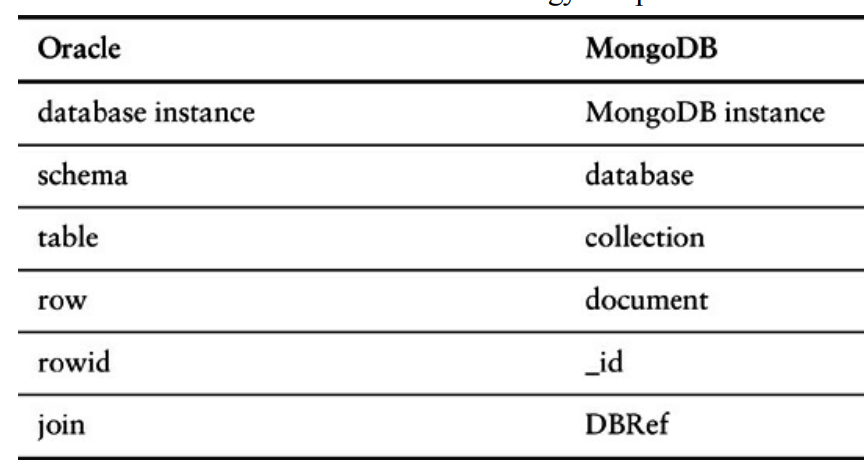 Oracle MongoDB
database instance MongoDB instance
schema database
table collection
row document
rowid _id
join DBRef